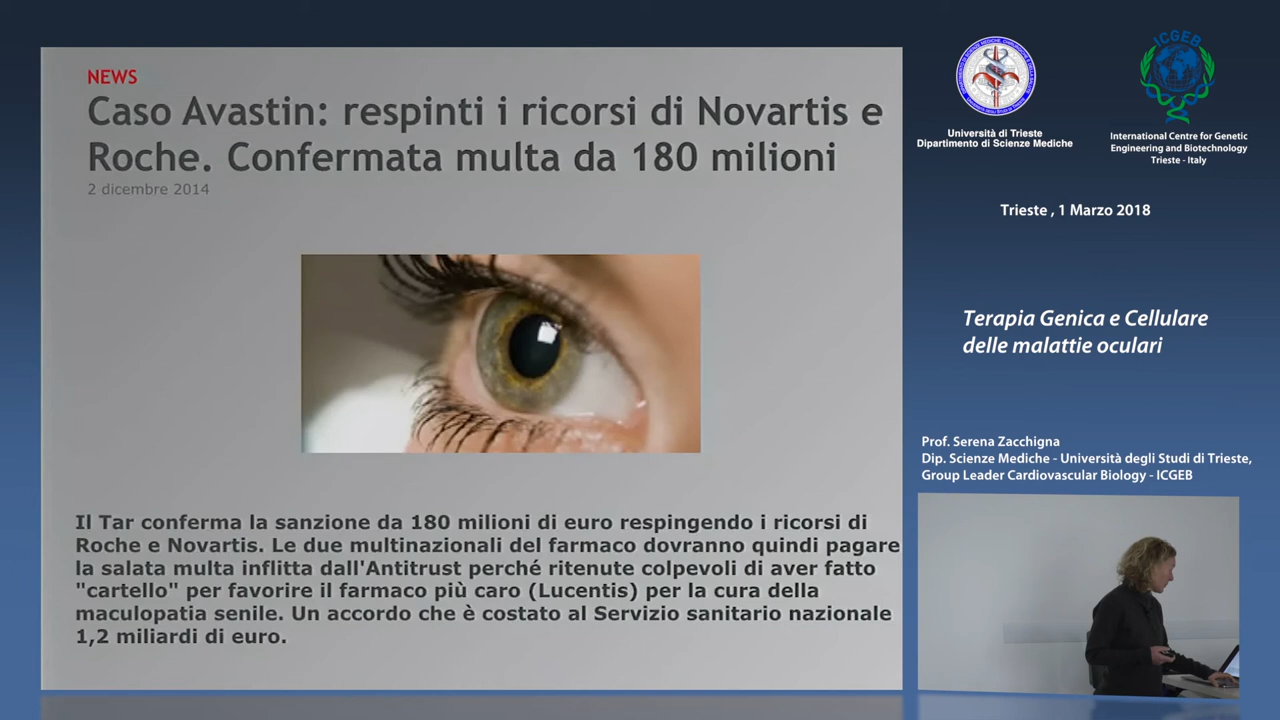 NEWS
Caso Avastin: respinti i ricorsi di Novartis e
Roche. Confermata multa da 180 milioni
2 dicembre 2014
Il Tar conferma la sanzione da 180 milioni di euro respingendo i ricorsi di
Roche e Novartis. Le due multinazionali del farmaco dovranno quindi pagare
la salata multa inflitta dall'Antitrust perché ritenute colpevoli di aver fatto
"cartello" per favorire il farmaco più caro (Lucentis) per la cura della
maculopatia senile. Un accordo che è costato al Servizio sanitario nazionale
1,2 miliardi di euro.
Università di Trieste
Dipartimento di Scienze Mediche
ICGEB
International Centre for Genetic
Engineering and Biotechnology
Trieste - Italy
Trieste , 1 Marzo 2018
Terapia Genica e Cellulare
delle malattie oculari
Prof. Serena Zacchigna
Dip. Scienze Mediche - Università degli Studi di Trieste,
Group Leader Cardiovascular Biology - ICGEB